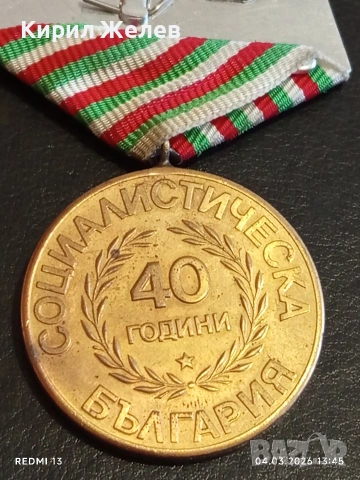 Кирил Желев
СОЦИАЛИСТИЧЕСКА
40
ГОДИНИ
БЪЛГАРИЯ
REDMI 13
04.03.2026 13:45